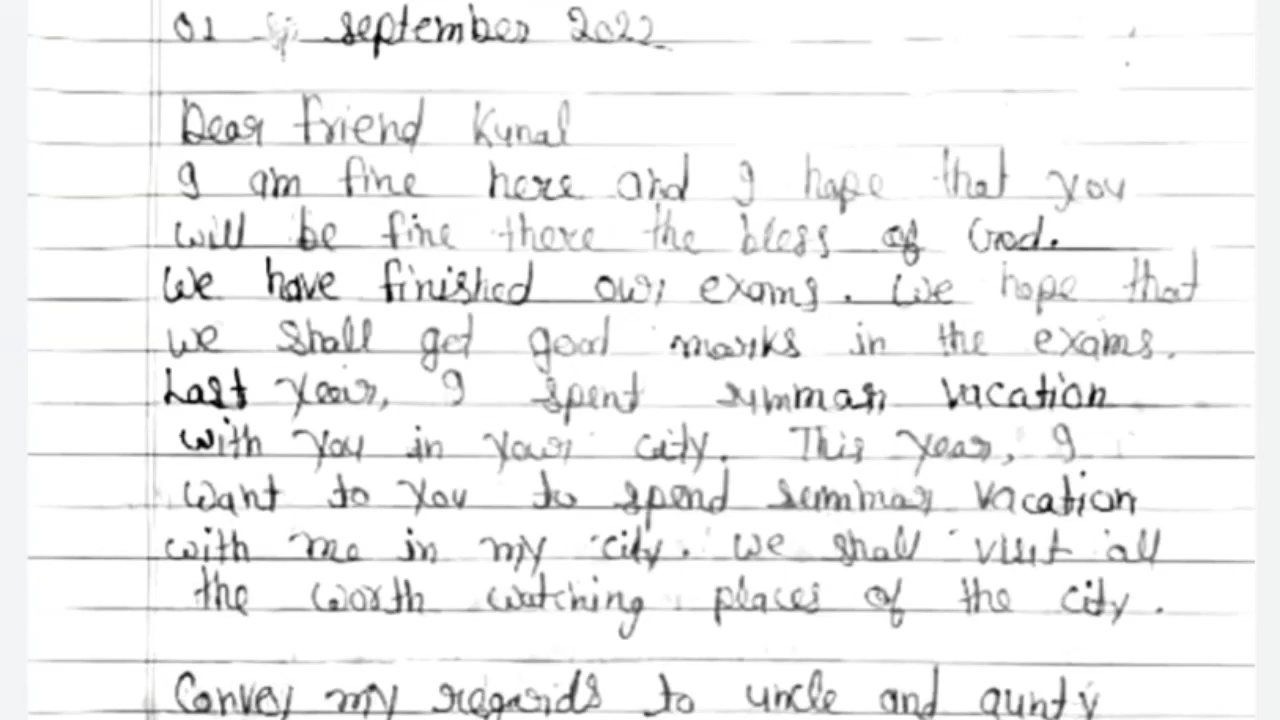 01 september 2022
Dear friend Kunal
I am fine here and I hope that you
will be fine there the bless of God.
We have finished our exams. We hope that
we shall get good marks in the exams.
Last year, I spent summar vacation
with you in your city. This year, I
want to you to spend summar vacation
with me in my city. we shall visit all
the worth watching places of the city.
Convey my regards to uncle and aunty